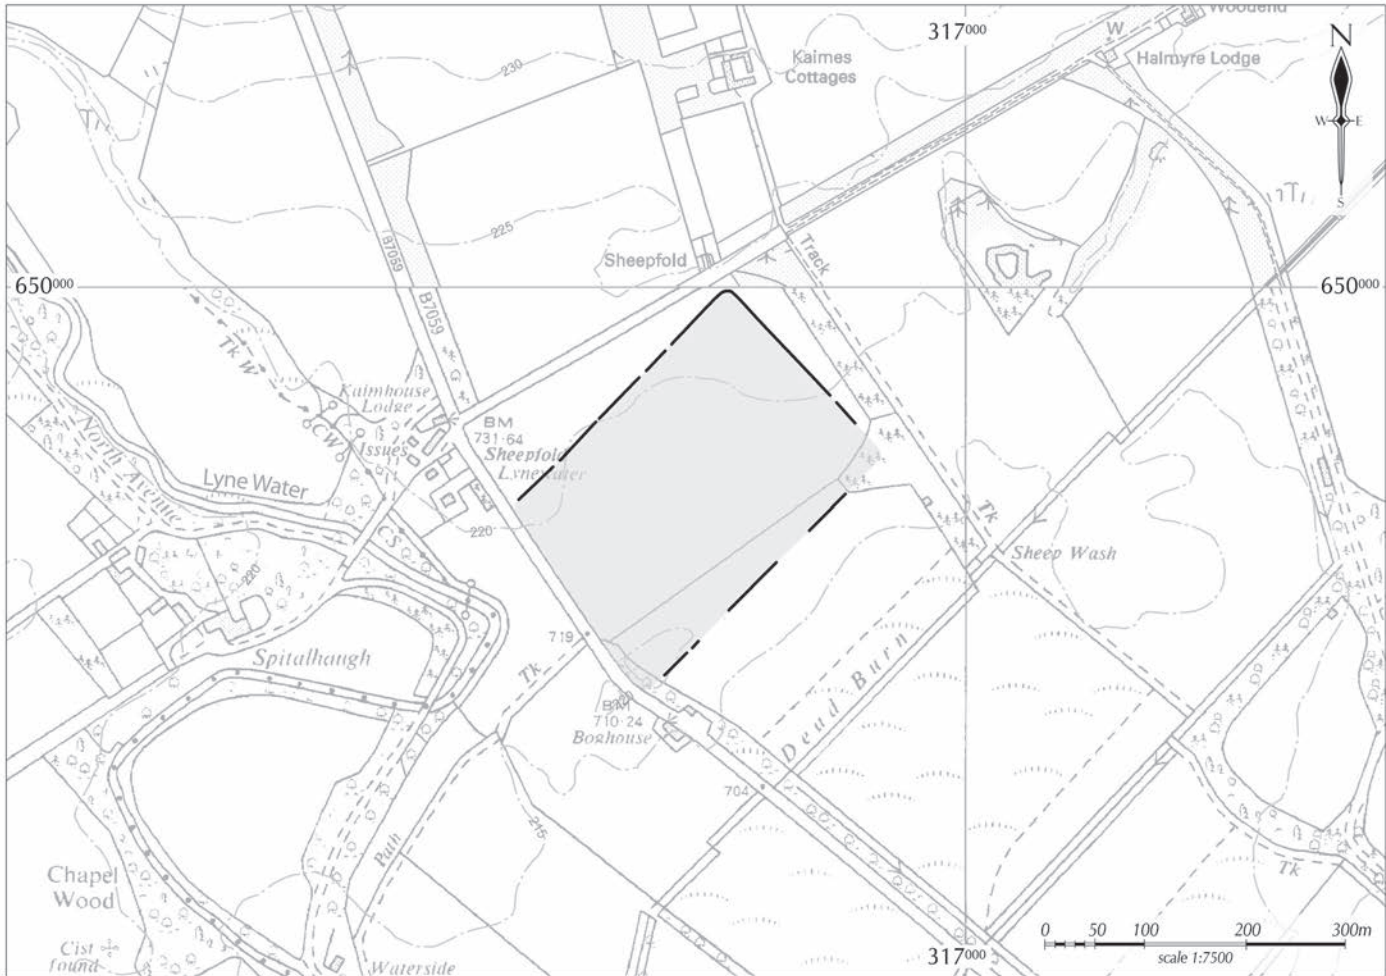 Woodend
317000
W
N
Kaimes
Cottages
Halmyre Lodge
230
W E
S
225
B7059
Track
Sheepfold
650000
650000
B7059
Tk W
Kaimhouse
Lodge
BM
731·64
CW
Issues
Sheepfold
Lynewater
North Avenue
Lyne Water
CS
220
Tk
Sheep Wash
220
719
Spitalhaugh
Tk
Dead Burn
220
BM
710·24
Boghouse
704
215
Path
Tk
Chapel
Wood
Cist
found
Waterside
317000
0 50 100 200 300m
scale 1:7500